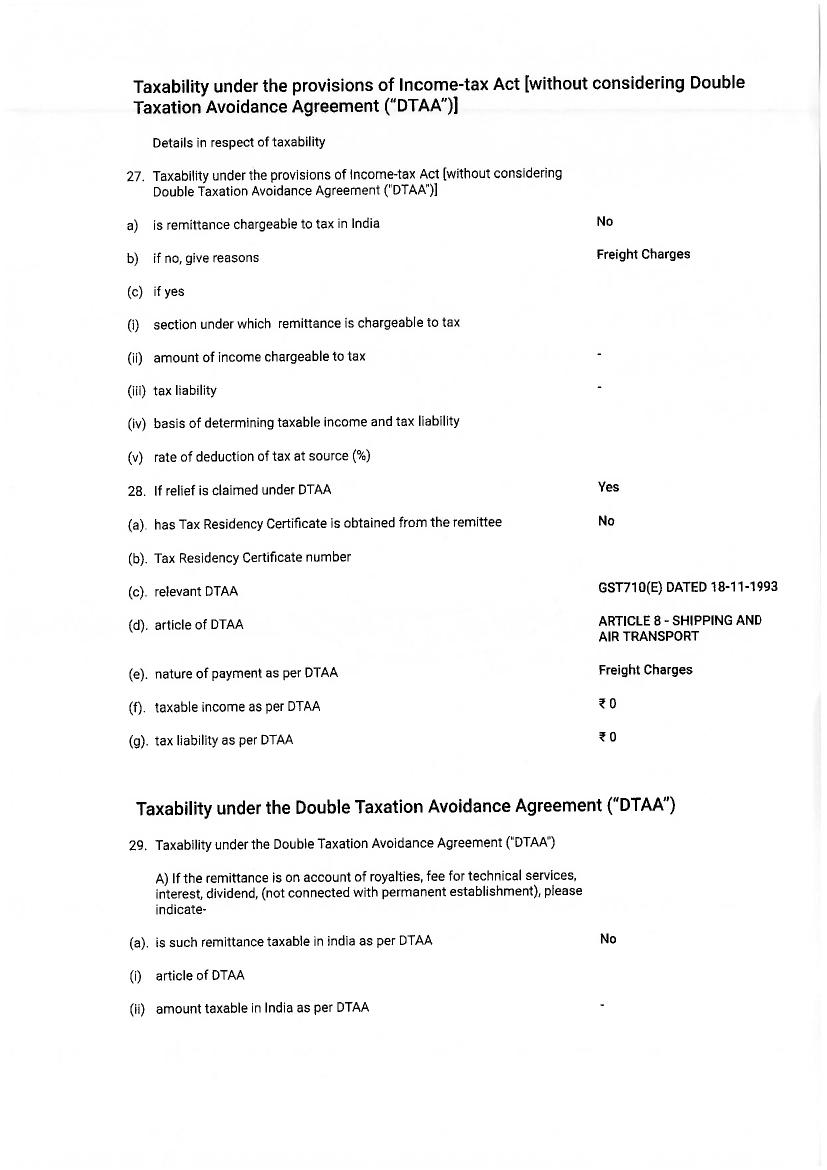 Taxability under the provisions of Income-tax Act [without considering Double
Taxation Avoidance Agreement (“DTAA”)]
Details in respect of taxability
27. Taxability under the provisions of Income-tax Act [without considering
Double Taxation Avoidance Agreement ("DTAA")]
a) is remittance chargeable to tax in India No
b) if no, give reasons Freight Charges
(c) if yes
(i) section under which remittance is chargeable to tax
(ii) amount of income chargeable to tax -
(iii) tax liability -
(iv) basis of determining taxable income and tax liability
(v) rate of deduction of tax at source (%)
28. If relief is claimed under DTAA Yes
(a). has Tax Residency Certificate is obtained from the remittee No
(b). Tax Residency Certificate number
(c). relevant DTAA GST710(E) DATED 18-11-1993
(d). article of DTAA ARTICLE 8 - SHIPPING AND
AIR TRANSPORT
(e). nature of payment as per DTAA Freight Charges
(f). taxable income as per DTAA ₹ 0
(g). tax liability as per DTAA ₹ 0
Taxability under the Double Taxation Avoidance Agreement (“DTAA”)
29. Taxability under the Double Taxation Avoidance Agreement ("DTAA")
A) If the remittance is on account of royalties, fee for technical services,
interest, dividend, (not connected with permanent establishment), please
indicate-
(a). is such remittance taxable in india as per DTAA No
(i) article of DTAA
(ii) amount taxable in India as per DTAA -